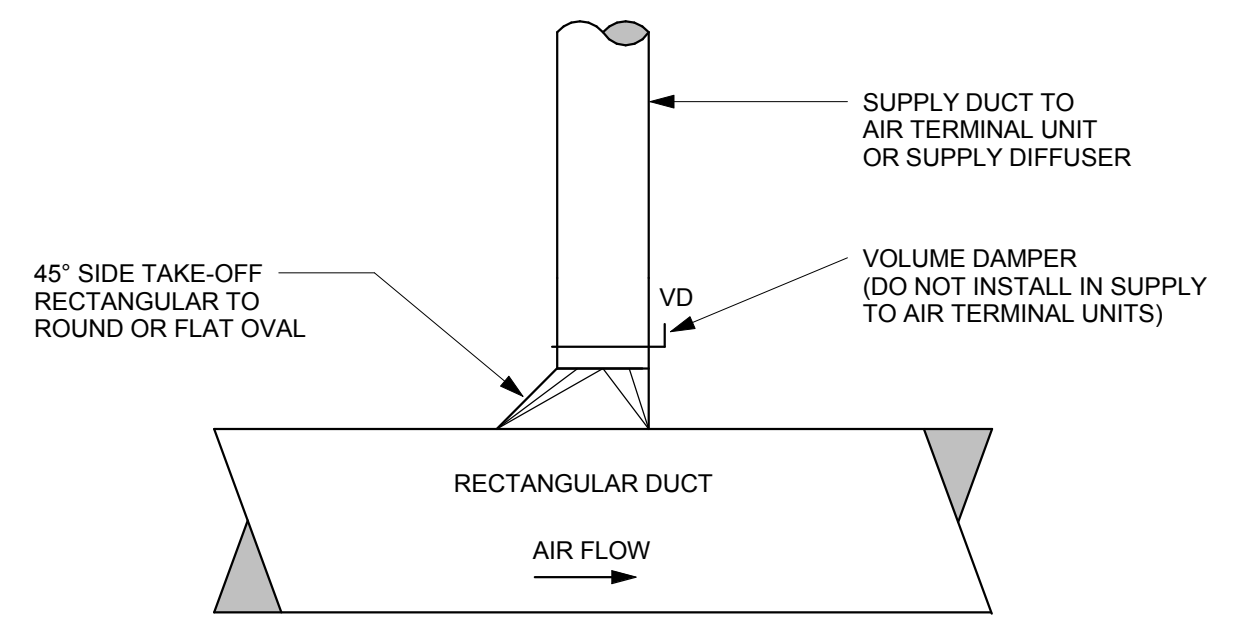 SUPPLY DUCT TO
AIR TERMINAL UNIT
OR SUPPLY DIFFUSER
45° SIDE TAKE-OFF
RECTANGULAR TO
ROUND OR FLAT OVAL
VOLUME DAMPER
(DO NOT INSTALL IN SUPPLY
TO AIR TERMINAL UNITS)
VD
RECTANGULAR DUCT
AIR FLOW